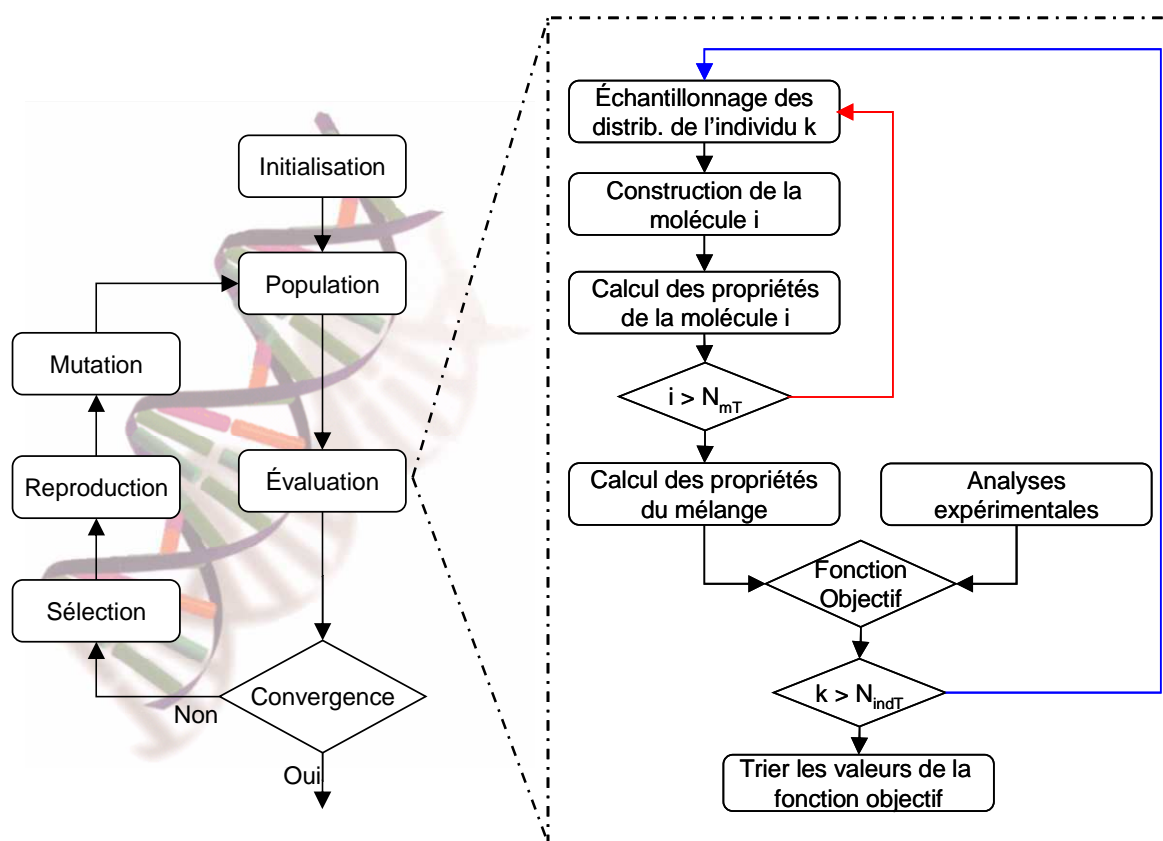 Initialisation
Population
Mutation
Reproduction
Évaluation
Sélection
Convergence
Non
Oui
Échantillonnage des
distrib. de l'individu k
Construction de la
molécule i
Calcul des propriétés
de la molécule i
i > NmT
Calcul des propriétés
du mélange
Analyses
expérimentales
Fonction
Objectif
k > NindT
Trier les valeurs de la
fonction objectif